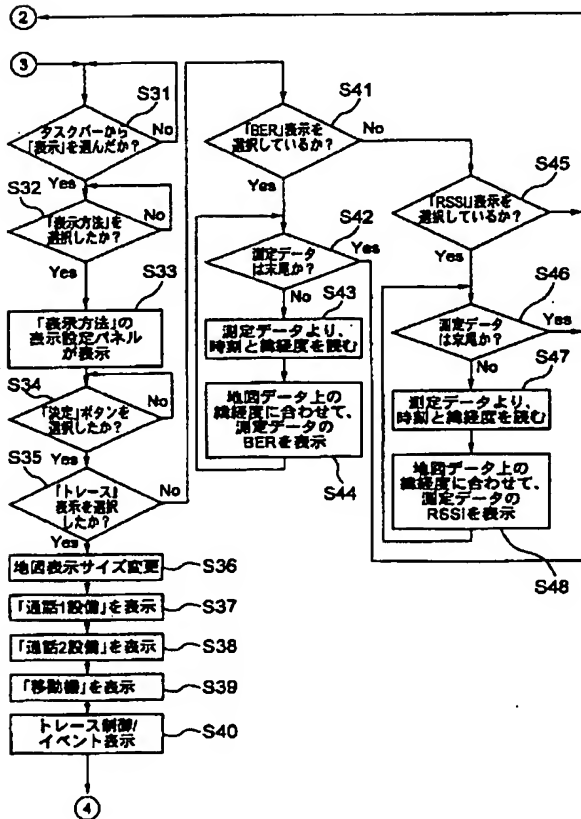 ②
③
S31
タスクバーから
「表示」を選んだか?
No
Yes
S32
「表示方法」を
選択したか?
No
Yes
S33
「表示方法」の
表示設定パネル
が表示
S34
「決定」ボタンを
選択したか?
No
Yes
S35
「トレース」
表示を選択
したか?
No
Yes
地図表示サイズ変更
S36
「通話1設備」を表示
S37
「通話2設備」を表示
S38
「移動機」を表示
S39
トレース制御/
イベント表示
S40
④
S41
「BER」表示を
選択しているか?
No
Yes
S42
測定データ
は末尾か?
Yes
No
S43
測定データより、
時刻と緯経度を読む
地図データ上の
緯経度に合わせて、
測定データの
BERを表示
S44
S45
「RSSI」表示を
選択しているか?
Yes
S46
測定データ
は末尾か?
Yes
No
S47
測定データより、
時刻と緯経度を読む
地図データ上の
緯経度に合わせて、
測定データの
RSSIを表示
S48